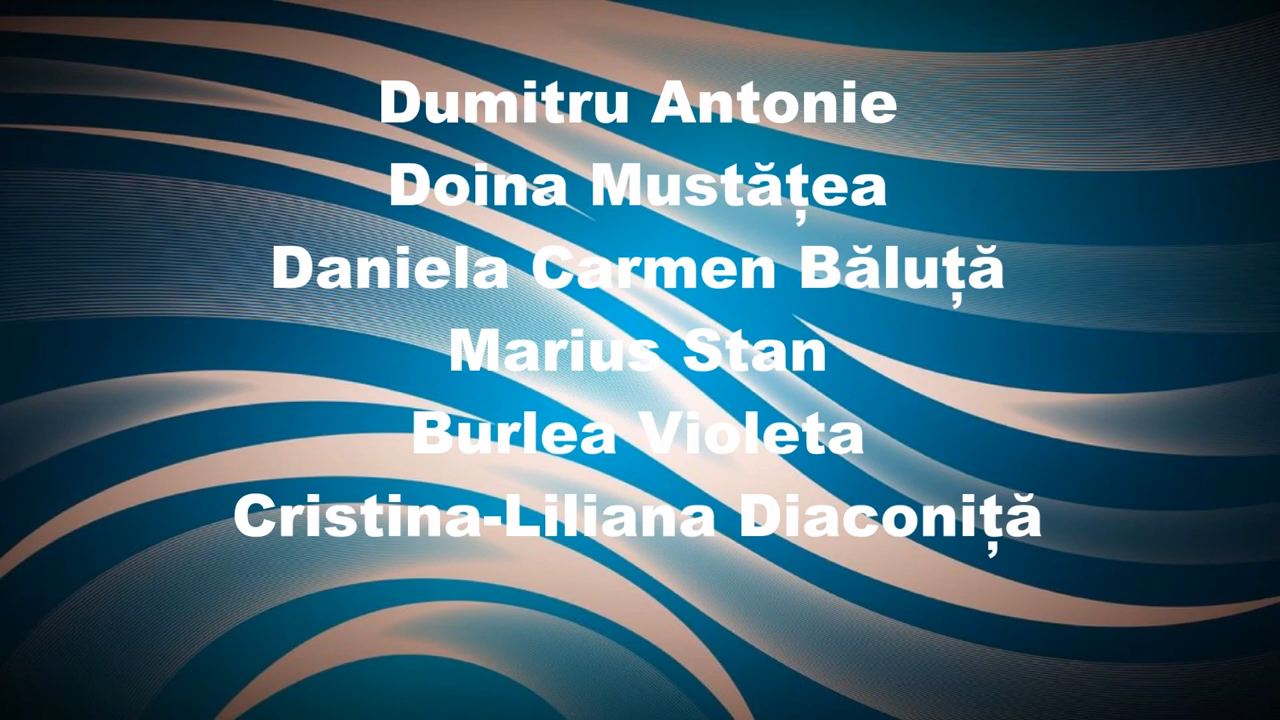 Dumitru Antonie
Doina Mustățea
Daniela Carmen Băluță
Marius Stan
Burlea Violeta
Cristina-Liliana Diaconiță